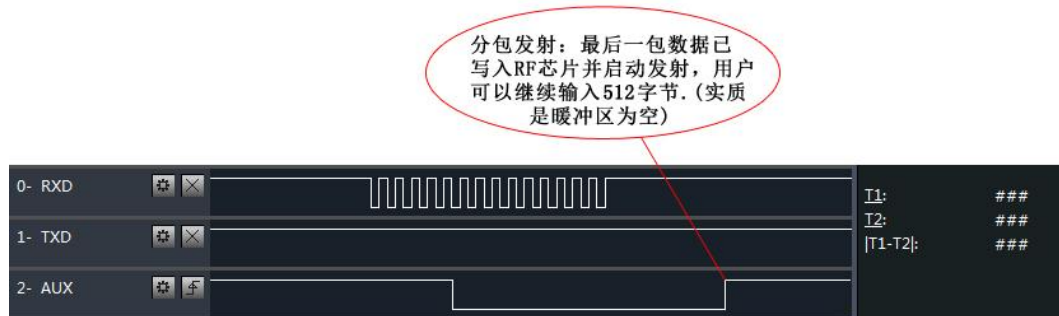 分包发射：最后一包数据已
写入RF芯片并启动发射，用户
可以继续输入512字节.(实质
是暖冲区为空)
0- RXD
T1: ###
1- TXD
T2: ###
|T1-T2|: ###
2- AUX